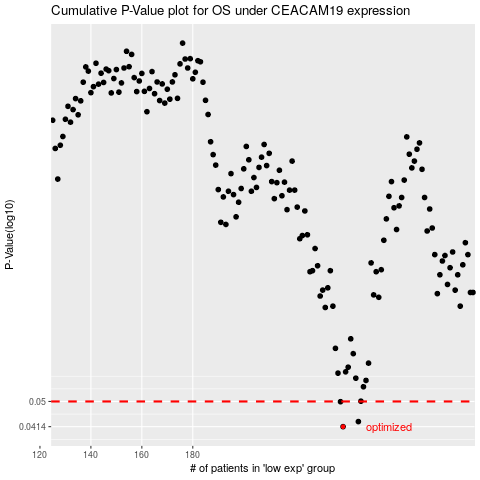 Cumulative P-Value plot for OS under CEACAM19 expression
P-Value(log10)
0.05
0.0414
optimized
120 140 160 180
# of patients in 'low exp' group